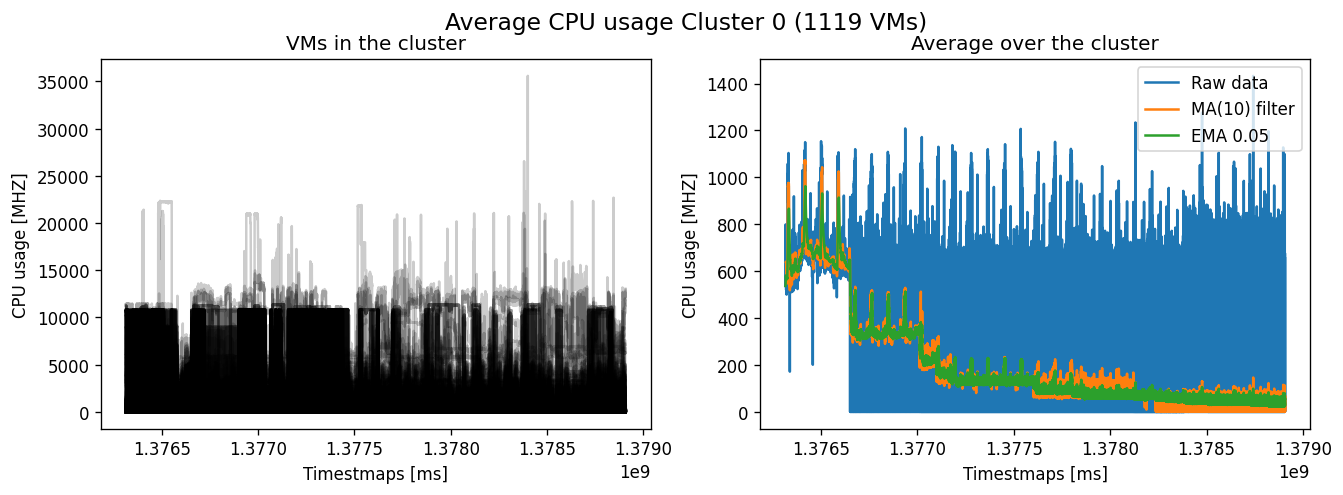 Average CPU usage Cluster 0 (1119 VMs)
VMs in the cluster
CPU usage [MHZ]
35000
30000
25000
20000
15000
10000
5000
0
1.3765 1.3770 1.3775 1.3780 1.3785 1.3790
1e9
Timestmaps [ms]
Average over the cluster
CPU usage [MHZ]
1400
1200
1000
800
600
400
200
0
Raw data
MA(10) filter
EMA 0.05
1.3765 1.3770 1.3775 1.3780 1.3785 1.3790
1e9
Timestmaps [ms]